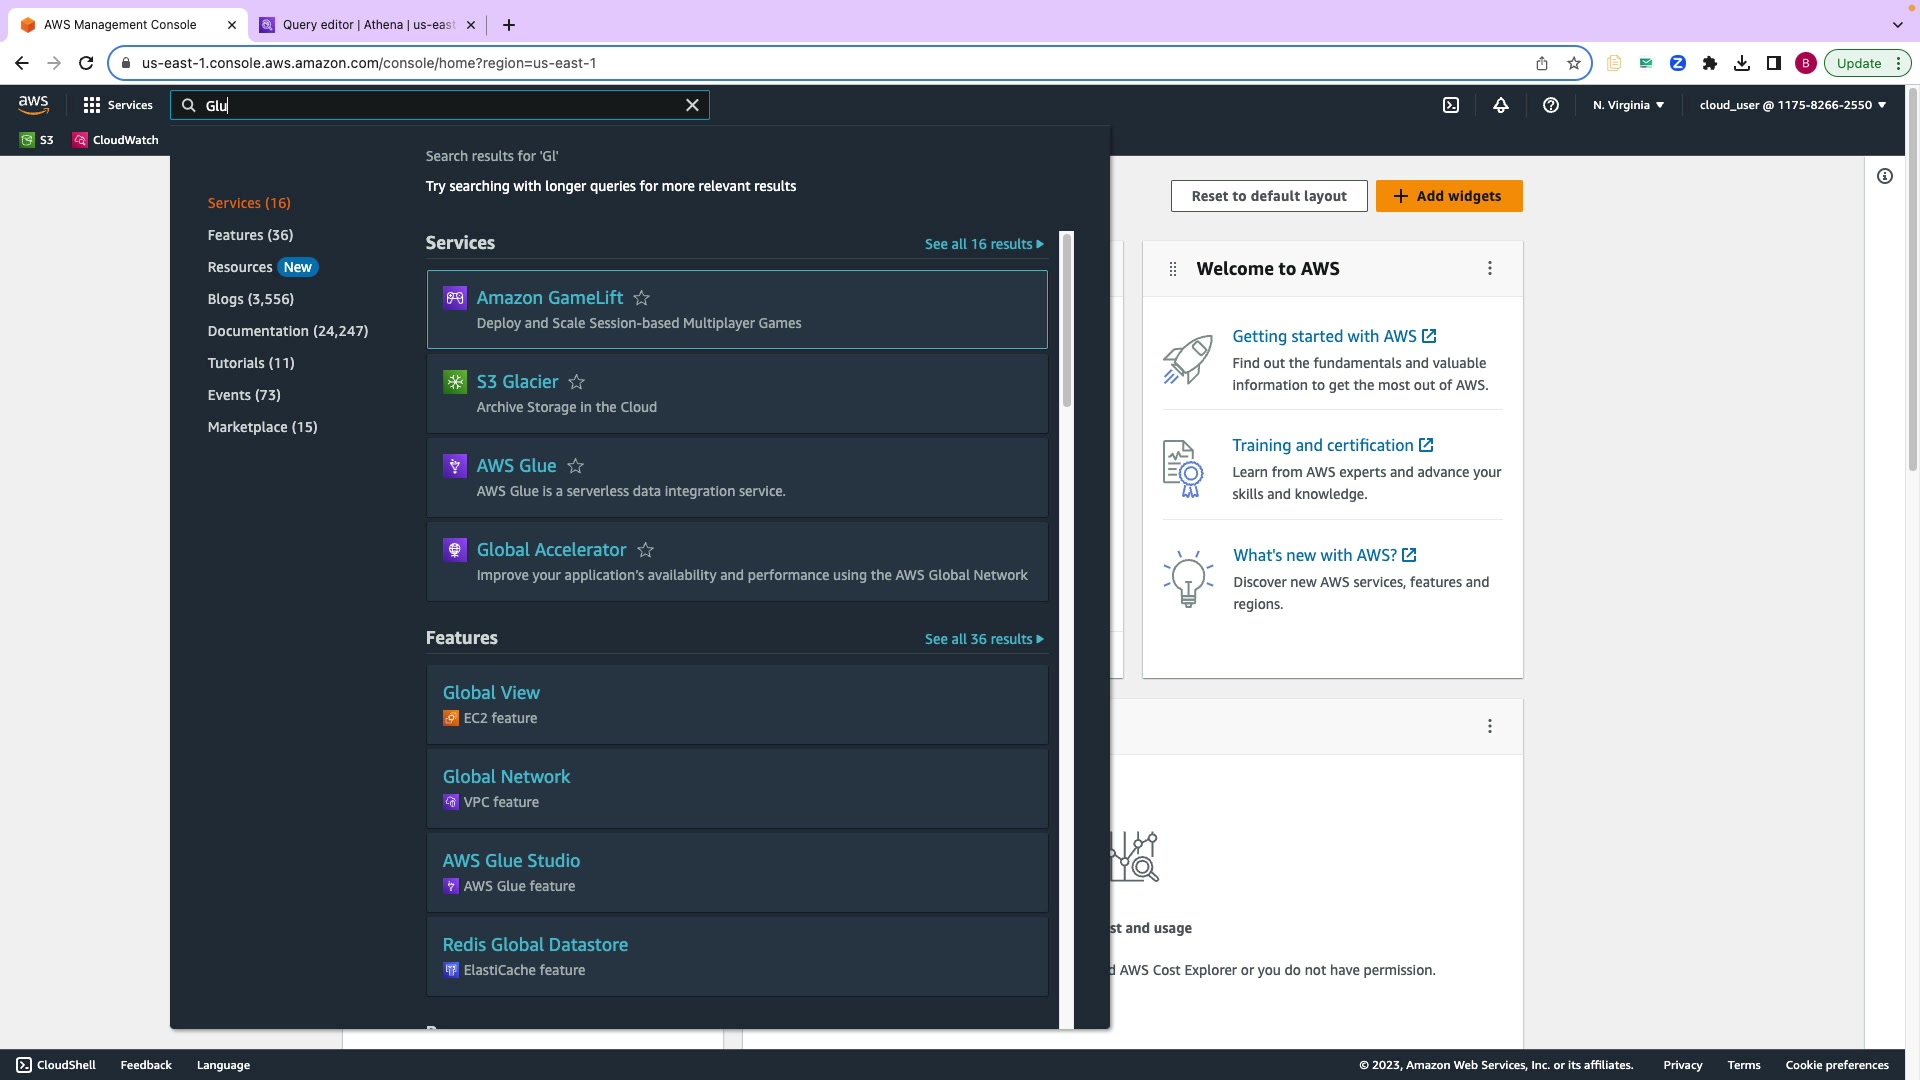 AWS Management Console
Query editor | Athena | us-east
us-east-1.console.aws.amazon.com/console/home?region=us-east-1
B
Update
aws
Services
Glu
N. Virginia
cloud_user @ 1175-8266-2550
S3
CloudWatch
Search results for 'Gl'
Try searching with longer queries for more relevant results
Services (16)
Features (36)
Resources New
Blogs (3,556)
Documentation (24,247)
Tutorials (11)
Events (73)
Marketplace (15)
Services
See all 16 results
Amazon GameLift
Deploy and Scale Session-based Multiplayer Games
S3 Glacier
Archive Storage in the Cloud
AWS Glue
AWS Glue is a serverless data integration service.
Global Accelerator
Improve your application's availability and performance using the AWS Global Network
Features
See all 36 results
Global View
EC2 feature
Global Network
VPC feature
AWS Glue Studio
AWS Glue feature
Redis Global Datastore
ElastiCache feature
Reset to default layout
Add widgets
Welcome to AWS
Getting started with AWS
Find out the fundamentals and valuable
information to get the most out of AWS.
Training and certification
Learn from AWS experts and advance your
skills and knowledge.
What's new with AWS?
Discover new AWS services, features and
regions.
st and usage
d AWS Cost Explorer or you do not have permission.
CloudShell
Feedback
Language
© 2023, Amazon Web Services, Inc. or its affiliates.
Privacy
Terms
Cookie preferences